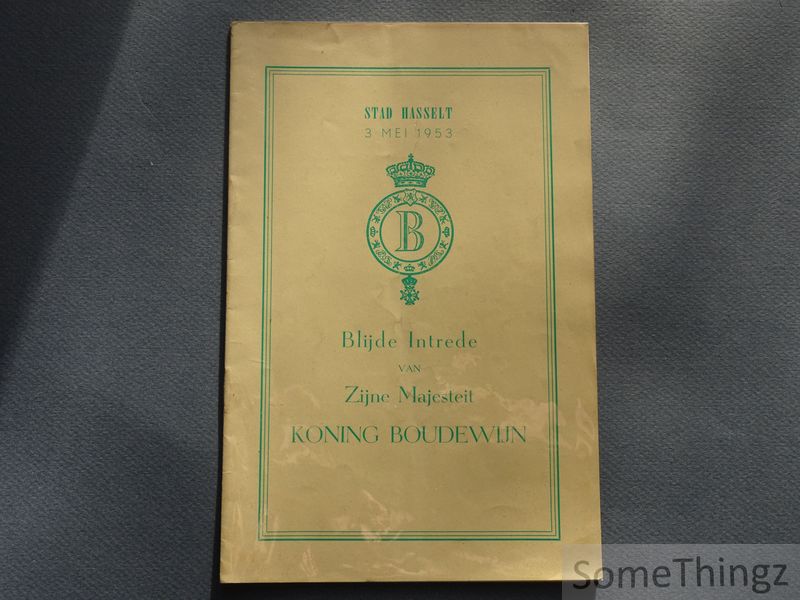 STAD HASSELT
3 MEI 1953
B
Blijde Intrede
VAN
Zijne Majesteit
KONING BOUDEWIJN
SomeThingz